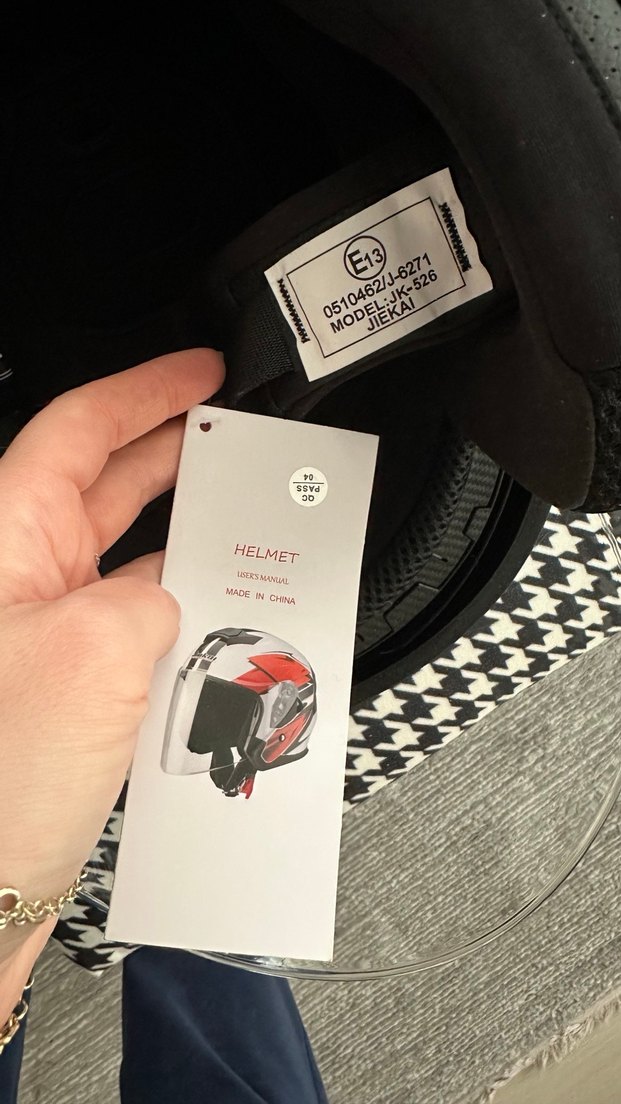 E13
0510462/J-6271
MODEL:JK-526
JIEKAI
QC
PASS
04
HELMET
USER'S MANUAL
MADE IN CHINA